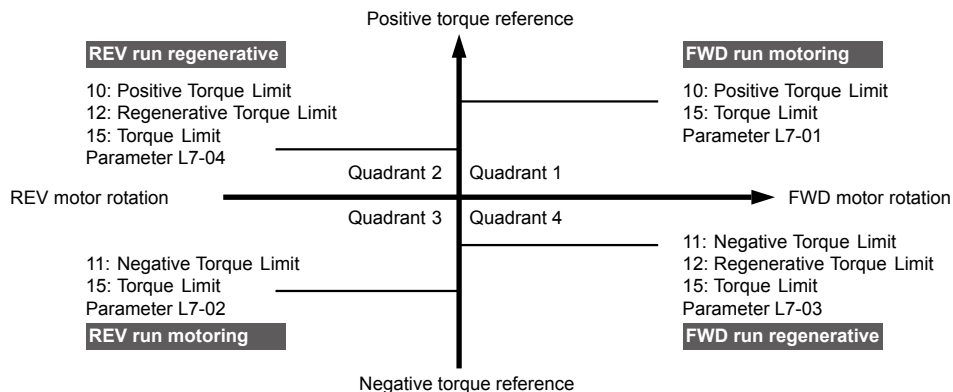 Positive torque reference
REV run regenerative
10: Positive Torque Limit
12: Regenerative Torque Limit
15: Torque Limit
Parameter L7-04
FWD run motoring
10: Positive Torque Limit
15: Torque Limit
Parameter L7-01
Quadrant 2
Quadrant 1
REV motor rotation
FWD motor rotation
Quadrant 3
Quadrant 4
11: Negative Torque Limit
15: Torque Limit
Parameter L7-02
REV run motoring
11: Negative Torque Limit
12: Regenerative Torque Limit
15: Torque Limit
Parameter L7-03
FWD run regenerative
Negative torque reference